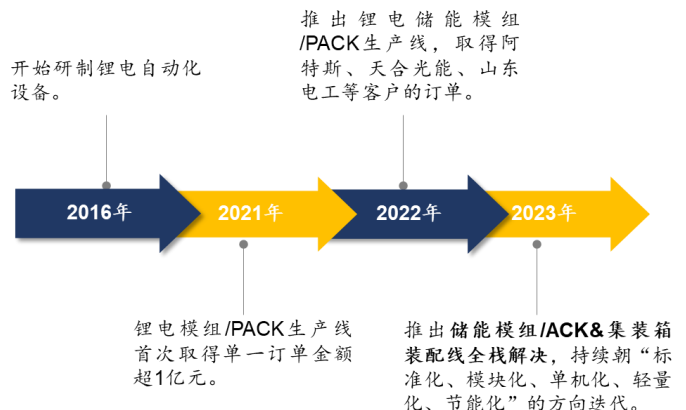 开始研制锂电自动化
设备。
推出锂电储能模组
/PACK生产线，取得阿
特斯、天合光能、山东
电工等客户的订单。
2016年
2021年
2022年
2023年
锂电模组/PACK生产线
首次取得单一订单金额
超1亿元。
推出储能模组/ACK&集装箱
装配线全栈解决，持续朝“标
准化、模块化、单机化、轻量
化、节能化”的方向迭代。